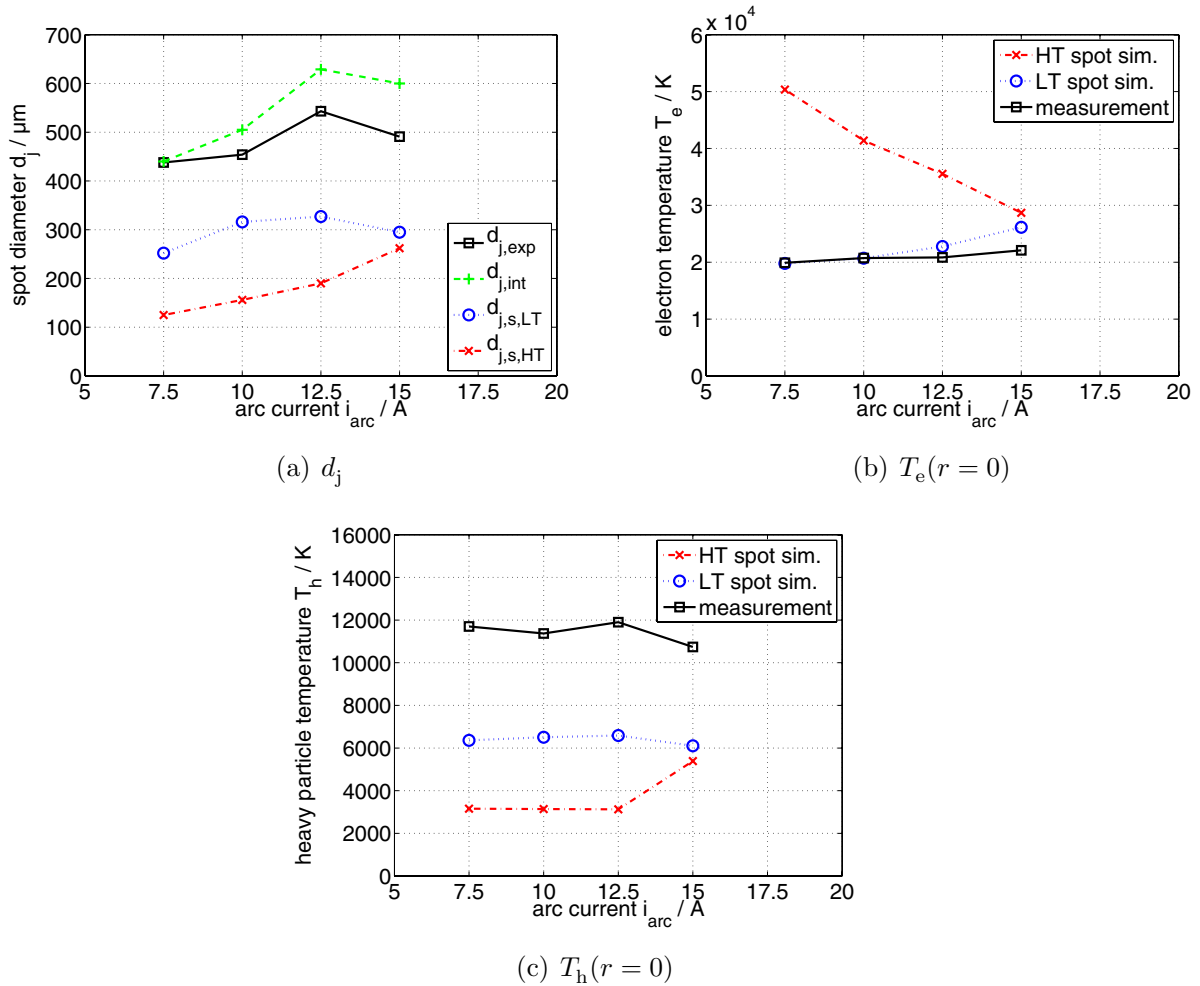 700
600
500
400
300
200
100
0
spot diameter d_j / µm
5 7.5 10 12.5 15 17.5 20
arc current i_arc / A
d_j,exp
d_j,int
d_j,s,LT
d_j,s,HT
(a) d_j
x 10^4
6
5
4
3
2
1
0
electron temperature T_e / K
5 7.5 10 12.5 15 17.5 20
arc current i_arc / A
HT spot sim.
LT spot sim.
measurement
(b) T_e(r = 0)
16000
14000
12000
10000
8000
6000
4000
2000
0
heavy particle temperature T_h / K
5 7.5 10 12.5 15 17.5 20
arc current i_arc / A
HT spot sim.
LT spot sim.
measurement
(c) T_h(r = 0)